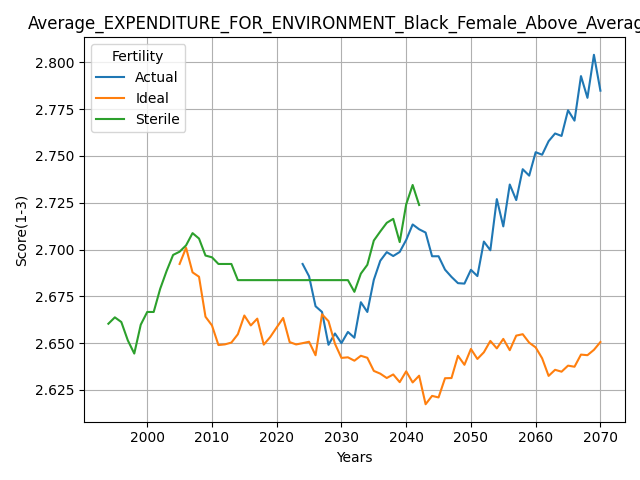 Average_EXPENDITURE_FOR_ENVIRONMENT_Black_Female_Above_Averag
Fertility
Actual
Ideal
Sterile
2.800
2.775
2.750
2.725
2.700
2.675
2.650
2.625
Score(1-3)
2000 2010 2020 2030 2040 2050 2060 2070
Years